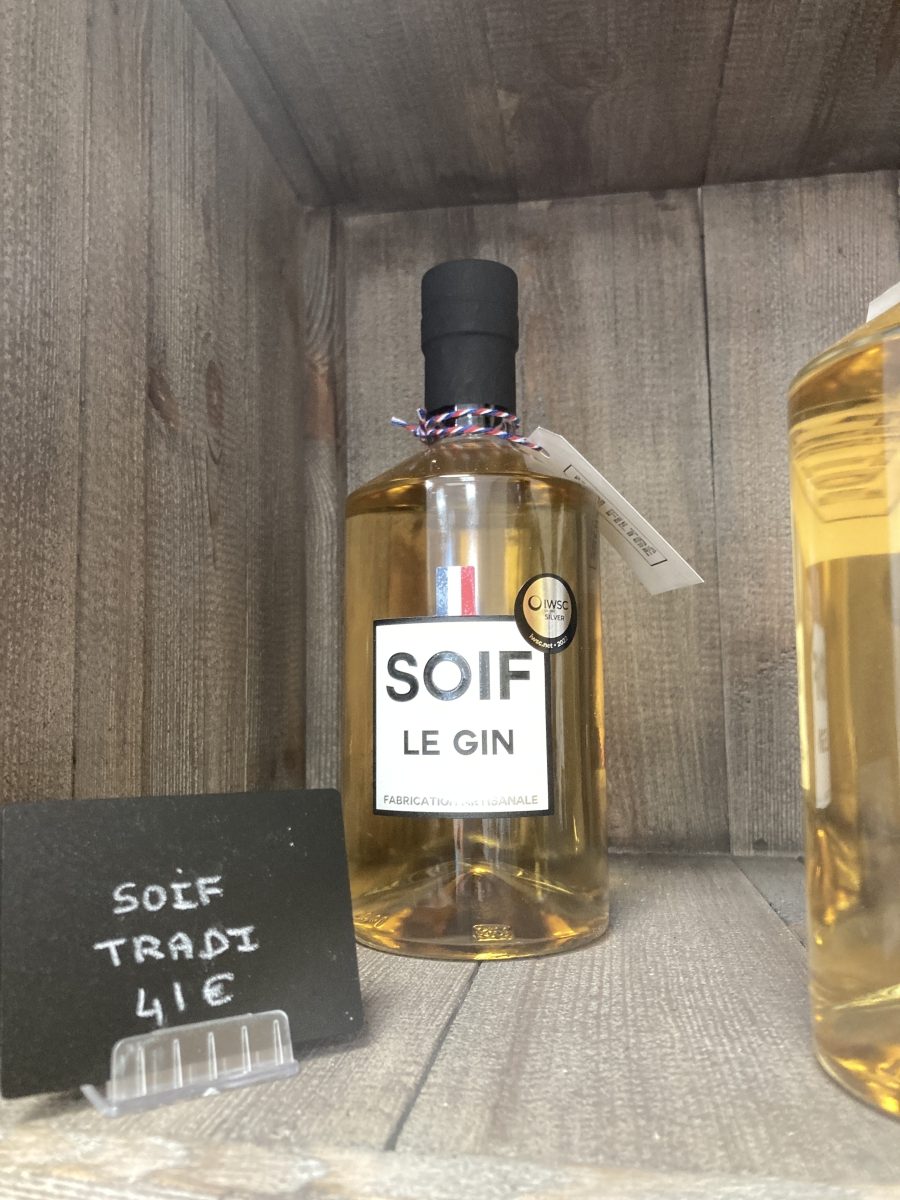 IWSC
SILVER
SOIF
LE GIN
FABRICATION ARTISANALE
SOIF
TRADI
41€